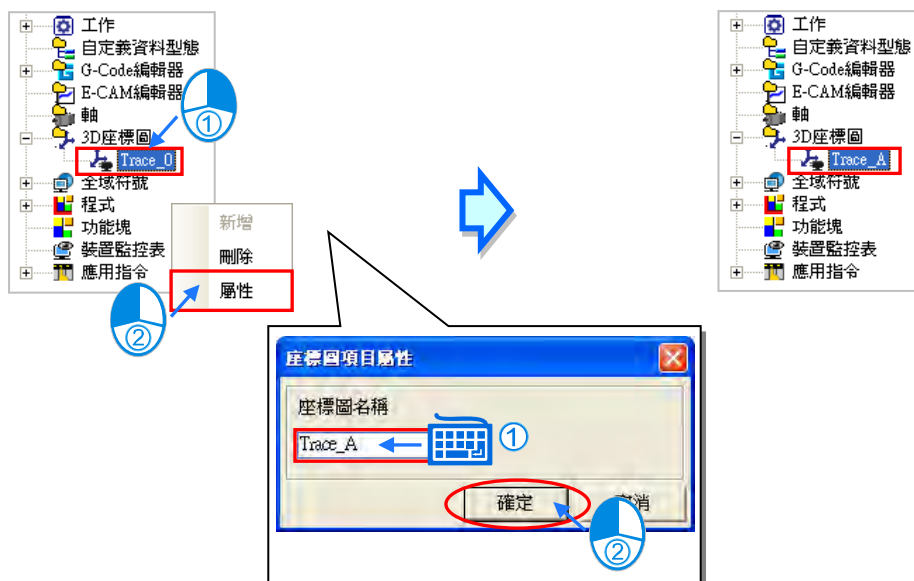 工作
自定義資料型態
G-Code編輯器
E-CAM編輯器
軸
①
3D座標圖
Trace_0
全域符號
程式
功能塊
裝置監控表
應用指令
新增
刪除
屬性
②
座標圖項目屬性
座標圖名稱
Trace_A
①
確定
②
工作
自定義資料型態
G-Code編輯器
E-CAM編輯器
軸
3D座標圖
Trace_A
全域符號
程式
功能塊
裝置監控表
應用指令